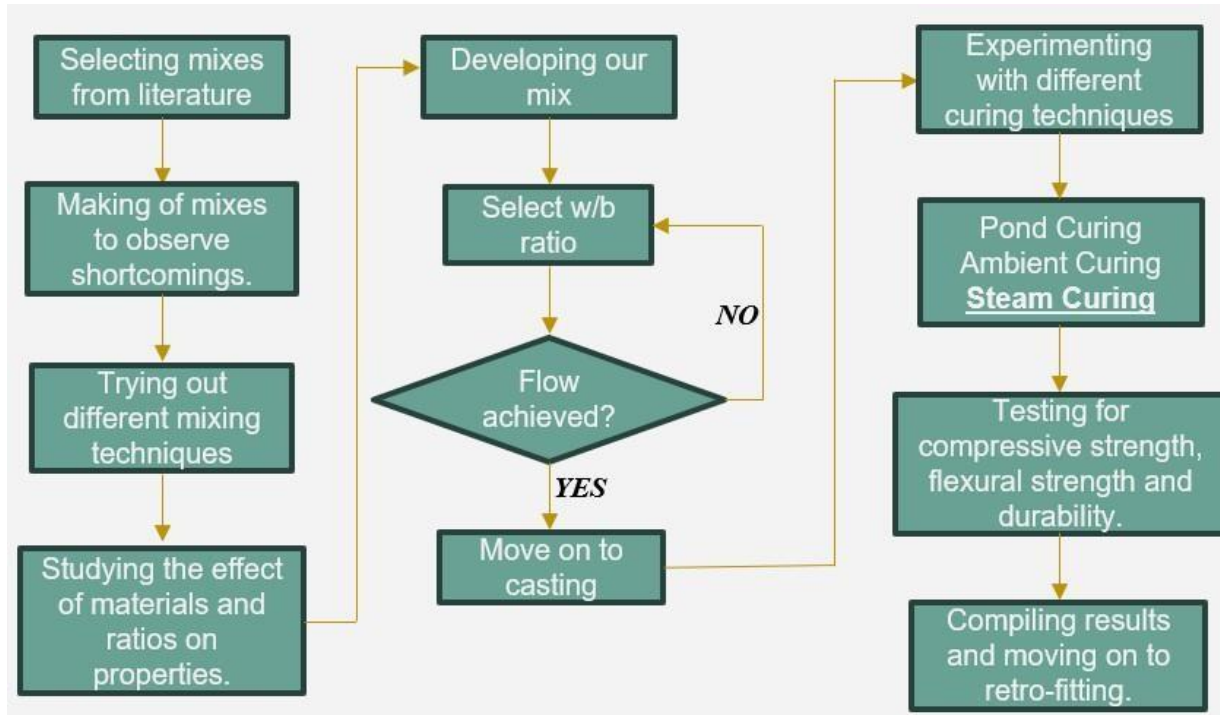 Selecting mixes
from literature
Making of mixes
to observe
shortcomings.
Trying out
different mixing
techniques
Studying the effect
of materials and
ratios on
properties.
Developing our
mix
Select w/b
ratio
NO
Flow
achieved?
YES
Move on to
casting
Experimenting
with different
curing techniques
Pond Curing
Ambient Curing
Steam Curing
Testing for
compressive strength,
flexural strength and
durability.
Compiling results
and moving on to
retro-fitting.